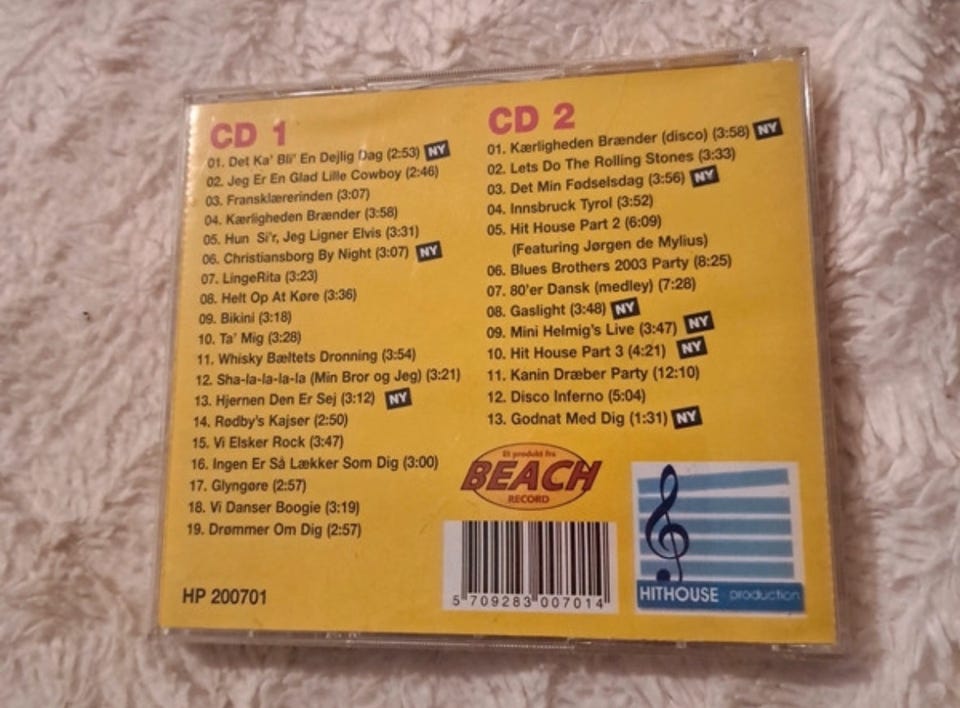 CD 1
01. Det Ka' Bli' En Dejlig Dag (2:53) NY
02. Jeg Er En Glad Lille Cowboy (2:46)
03. Fransklærerinden (3:07)
04. Kærligheden Brænder (3:58)
05. Hun Si'r, Jeg Ligner Elvis (3:31)
06. Christiansborg By Night (3:07) NY
07. LingeRita (3:23)
08. Helt Op At Køre (3:36)
09. Bikini (3:18)
10. Ta' Mig (3:28)
11. Whisky Bæltets Dronning (3:54)
12. Sha-la-la-la-la (Min Bror og Jeg) (3:21)
13. Hjernen Den Er Sej (3:12) NY
14. Rødby's Kajser (2:50)
15. Vi Elsker Rock (3:47)
16. Ingen Er Så Lækker Som Dig (3:00)
17. Glyngøre (2:57)
18. Vi Danser Boogie (3:19)
19. Drømmer Om Dig (2:57)
HP 200701
CD 2
01. Kærligheden Brænder (disco) (3:58) NY
02. Lets Do The Rolling Stones (3:33)
03. Det Min Fødselsdag (3:56) NY
04. Innsbruck Tyrol (3:52)
05. Hit House Part 2 (6:09)
(Featuring Jørgen de Mylius)
06. Blues Brothers 2003 Party (8:25)
07. 80'er Dansk (medley) (7:28)
08. Gaslight (3:48) NY
09. Mini Helmig's Live (3:47) NY
10. Hit House Part 3 (4:21) NY
11. Kanin Dræber Party (12:10)
12. Disco Inferno (5:04)
13. Godnat Med Dig (1:31) NY
Et produkt fra
BEACH
RECORD
5 709283 007014
HITHOUSE production